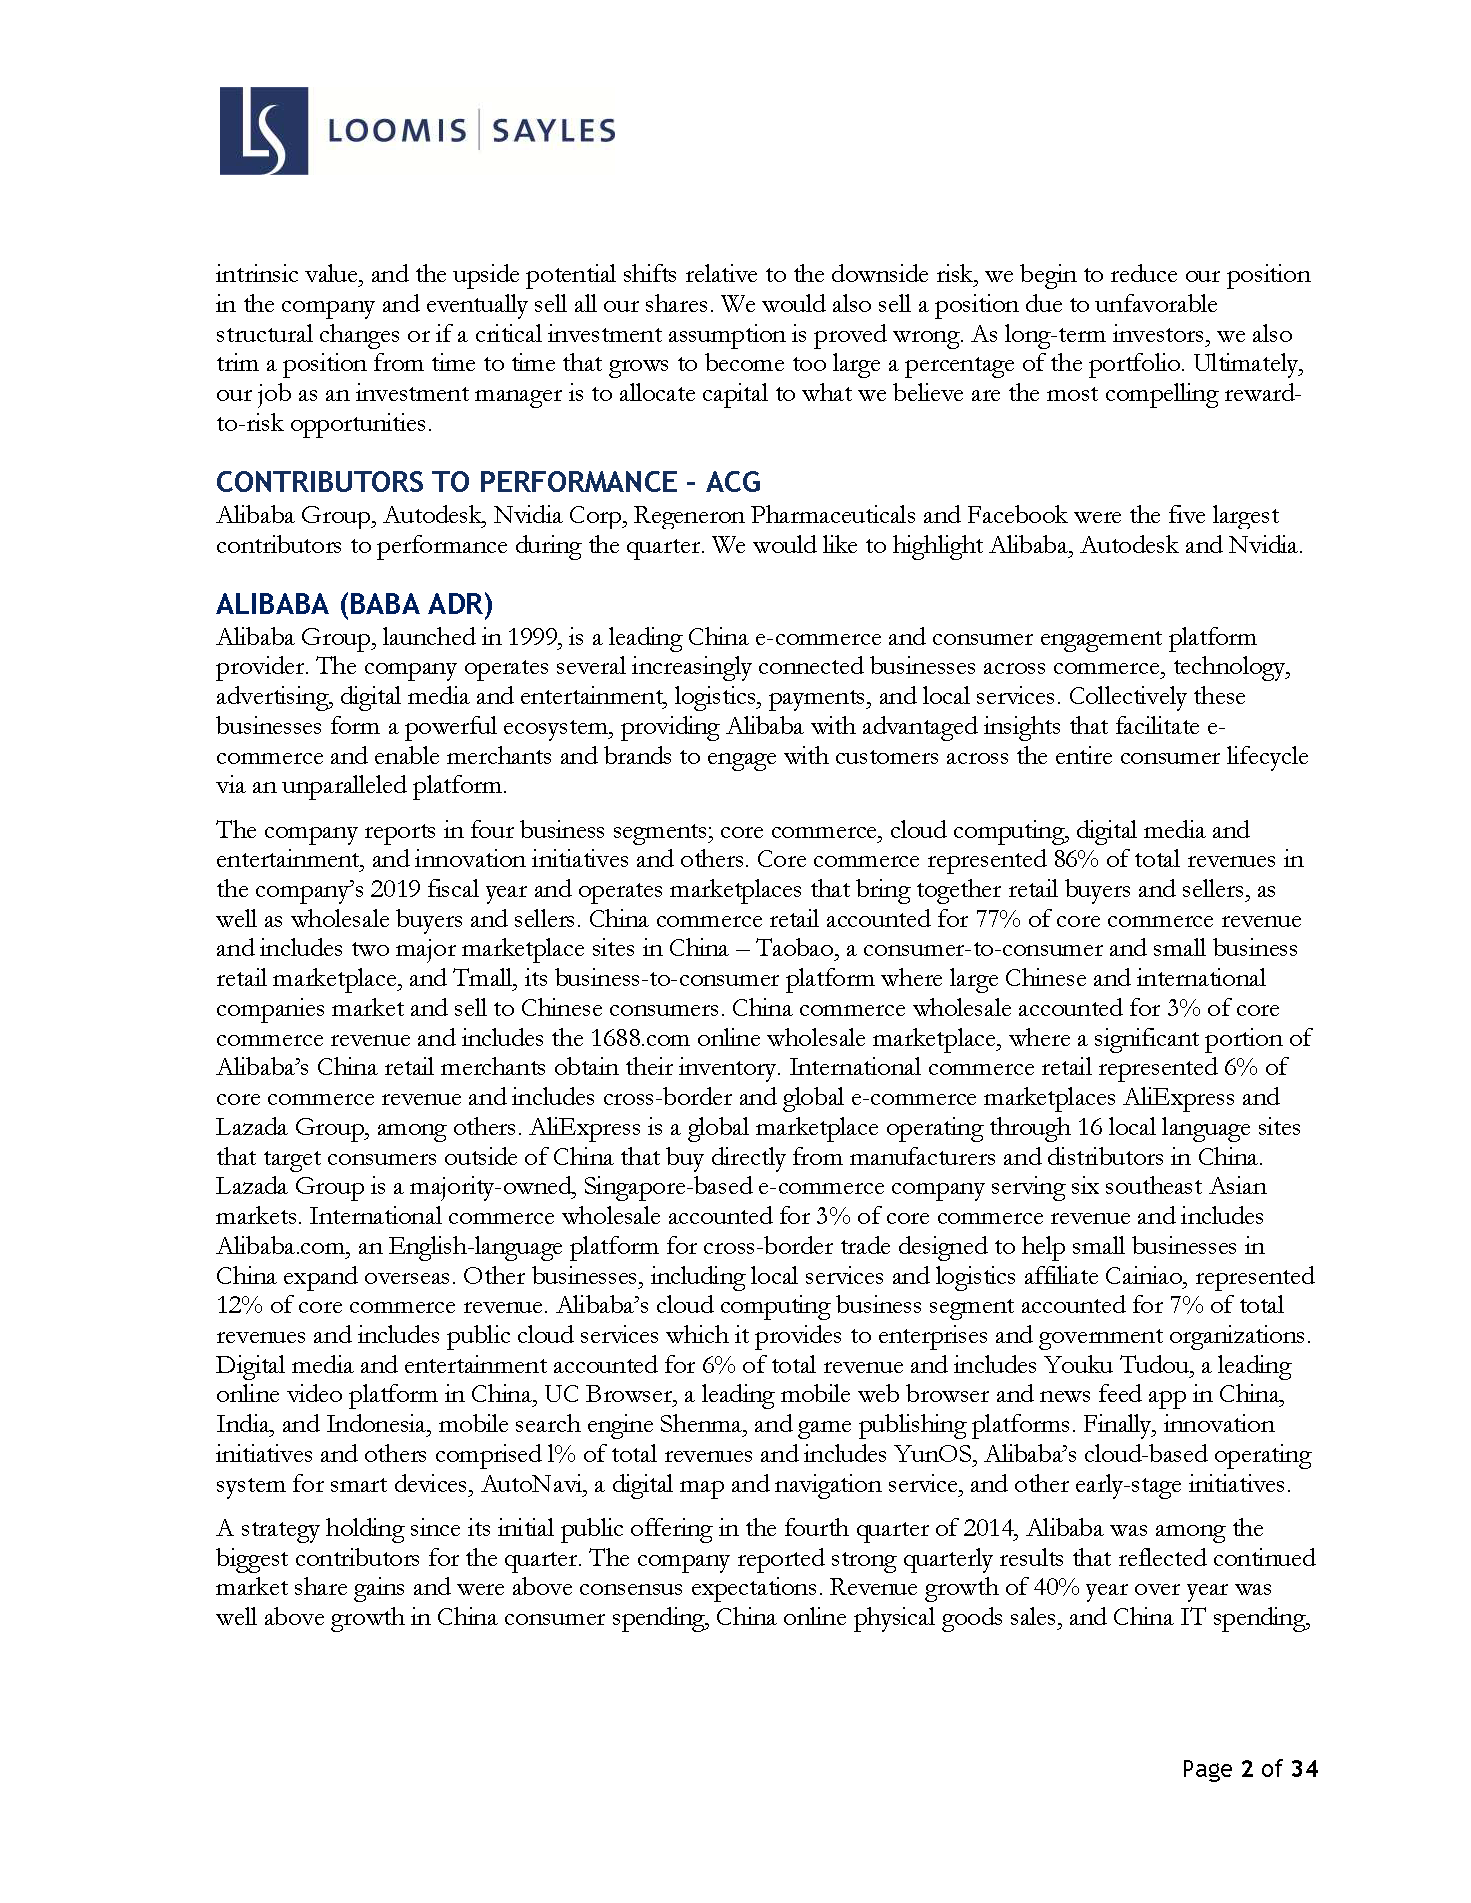 LS LOOMIS | SAYLES
intrinsic value, and the upside potential shifts relative to the downside risk, we begin to reduce our position
in the company and eventually sell all our shares. We would also sell a position due to unfavorable
structural changes or if a critical investment assumption is proved wrong. As long-term investors, we also
trim a position from time to time that grows to become too large a percentage of the portfolio. Ultimately,
our job as an investment manager is to allocate capital to what we believe are the most compelling reward-
to-risk opportunities.
CONTRIBUTORS TO PERFORMANCE - ACG
Alibaba Group, Autodesk, Nvidia Corp, Regeneron Pharmaceuticals and Facebook were the five largest
contributors to performance during the quarter. We would like to highlight Alibaba, Autodesk and Nvidia.
ALIBABA (BABA ADR)
Alibaba Group, launched in 1999, is a leading China e-commerce and consumer engagement platform
provider. The company operates several increasingly connected businesses across commerce, technology,
advertising, digital media and entertainment, logistics, payments, and local services. Collectively these
businesses form a powerful ecosystem, providing Alibaba with advantaged insights that facilitate e-
commerce and enable merchants and brands to engage with customers across the entire consumer lifecycle
via an unparalleled platform.
The company reports in four business segments; core commerce, cloud computing, digital media and
entertainment, and innovation initiatives and others. Core commerce represented 86% of total revenues in
the company's 2019 fiscal year and operates marketplaces that bring together retail buyers and sellers, as
well as wholesale buyers and sellers. China commerce retail accounted for 77% of core commerce revenue
and includes two major marketplace sites in China – Taobao, a consumer-to-consumer and small business
retail marketplace, and Tmall, its business-to-consumer platform where large Chinese and international
companies market and sell to Chinese consumers. China commerce wholesale accounted for 3% of core
commerce revenue and includes the 1688.com online wholesale marketplace, where a significant portion of
Alibaba's China retail merchants obtain their inventory. International commerce retail represented 6% of
core commerce revenue and includes cross-border and global e-commerce marketplaces AliExpress and
Lazada Group, among others. AliExpress is a global marketplace operating through 16 local language sites
that target consumers outside of China that buy directly from manufacturers and distributors in China.
Lazada Group is a majority-owned, Singapore-based e-commerce company serving six southeast Asian
markets. International commerce wholesale accounted for 3% of core commerce revenue and includes
Alibaba.com, an English-language platform for cross-border trade designed to help small businesses in
China expand overseas. Other businesses, including local services and logistics affiliate Cainiao, represented
12% of core commerce revenue. Alibaba's cloud computing business segment accounted for 7% of total
revenues and includes public cloud services which it provides to enterprises and government organizations.
Digital media and entertainment accounted for 6% of total revenue and includes Youku Tudou, a leading
online video platform in China, UC Browser, a leading mobile web browser and news feed app in China,
India, and Indonesia, mobile search engine Shenma, and game publishing platforms. Finally, innovation
initiatives and others comprised l% of total revenues and includes YunOS, Alibaba's cloud-based operating
system for smart devices, AutoNavi, a digital map and navigation service, and other early-stage initiatives.
A strategy holding since its initial public offering in the fourth quarter of 2014, Alibaba was among the
biggest contributors for the quarter. The company reported strong quarterly results that reflected continued
market share gains and were above consensus expectations. Revenue growth of 40% year over year was
well above growth in China consumer spending, China online physical goods sales, and China IT spending,
Page 2 of 34